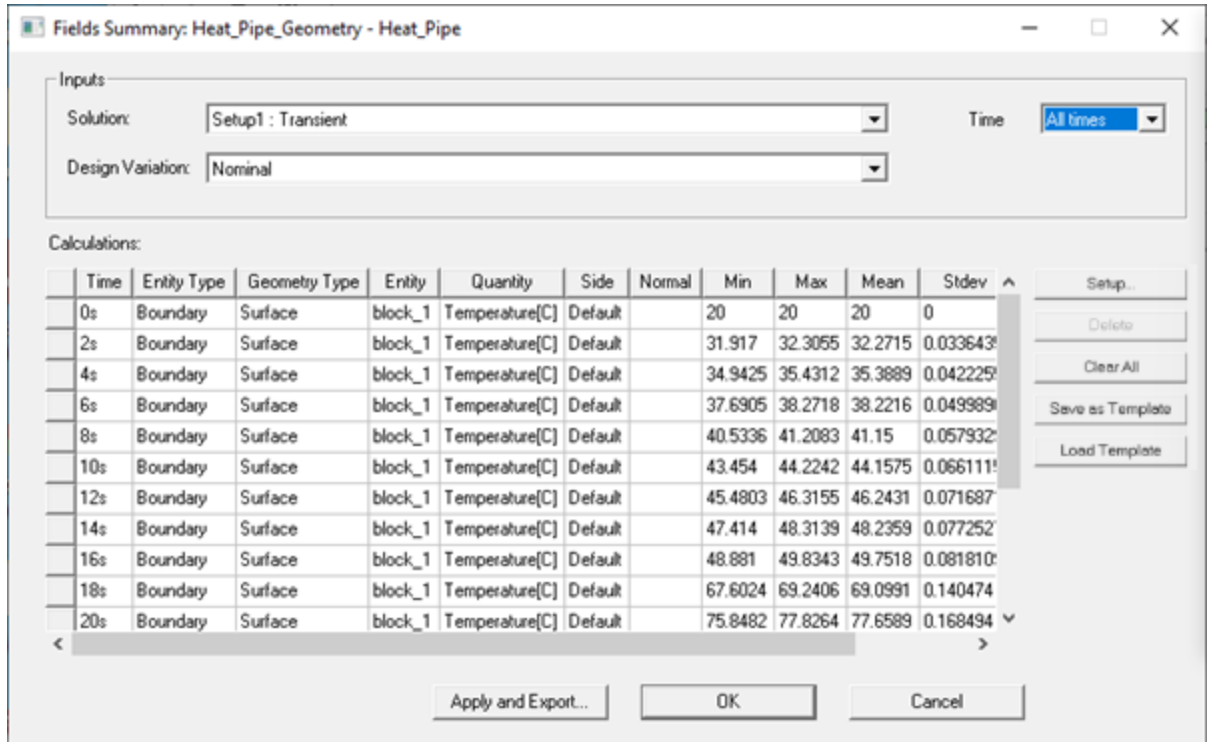 Fields Summary: Heat_Pipe_Geometry - Heat_Pipe
Inputs
Solution: Setup1 : Transient Time All times
Design Variation: Nominal
Calculations:
Time Entity Type Geometry Type Entity Quantity Side Normal Min Max Mean Stdev
0s Boundary Surface block_1 Temperature[C] Default 20 20 20 0
2s Boundary Surface block_1 Temperature[C] Default 31.917 32.3055 32.2715
4s Boundary Surface block_1 Temperature[C] Default 34.9425 35.4312 35.3889
6s Boundary Surface block_1 Temperature[C] Default 37.6905 38.2718 38.2216
8s Boundary Surface block_1 Temperature[C] Default 40.5336 41.2083 41.15
10s Boundary Surface block_1 Temperature[C] Default 43.454 44.2242 44.1575
12s Boundary Surface block_1 Temperature[C] Default 45.4803 46.3155 46.2431
14s Boundary Surface block_1 Temperature[C] Default 47.414 48.3139 48.2359
16s Boundary Surface block_1 Temperature[C] Default 48.881 49.8343 49.7518
18s Boundary Surface block_1 Temperature[C] Default 67.6024 69.2406 69.0991 0.140474
20s Boundary Surface block_1 Temperature[C] Default 75.8482 77.8264 77.6589 0.168494
Setup...
Delete
Clear All
Save as Template
Load Template
Apply and Export... OK Cancel